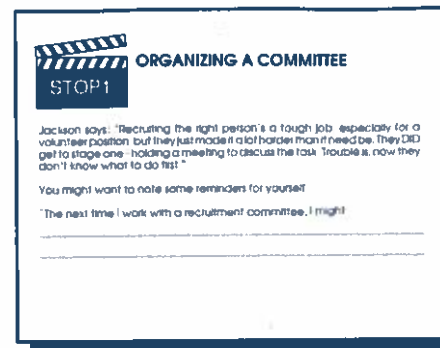 ORGANIZING A COMMITTEE
STOP1
Jackson says: "Recruiting the right person's a tough job especially for a
volunteer position but they just made it a lot harder than it need be. They DID
get to stage one - holding a meeting to discuss the task Trouble is, now they
don't know what to do first "
You might want to note some reminders for yourself
"The next time I work with a recruitment committee, I might